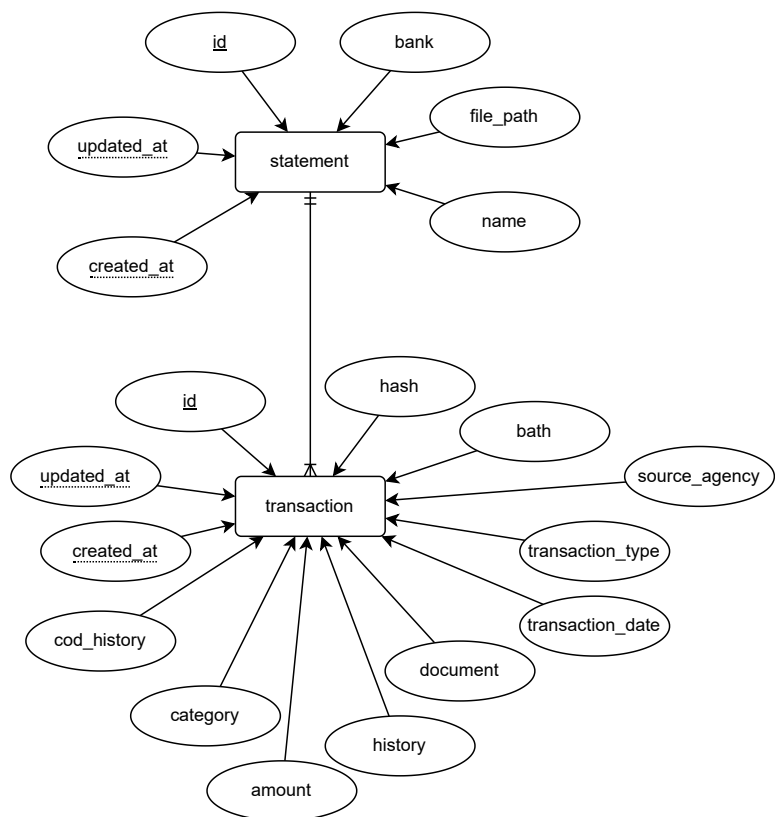 id
bank
file_path
updated_at
statement
name
created_at
hash
id
bath
updated_at
source_agency
transaction
created_at
transaction_type
transaction_date
cod_history
document
category
history
amount